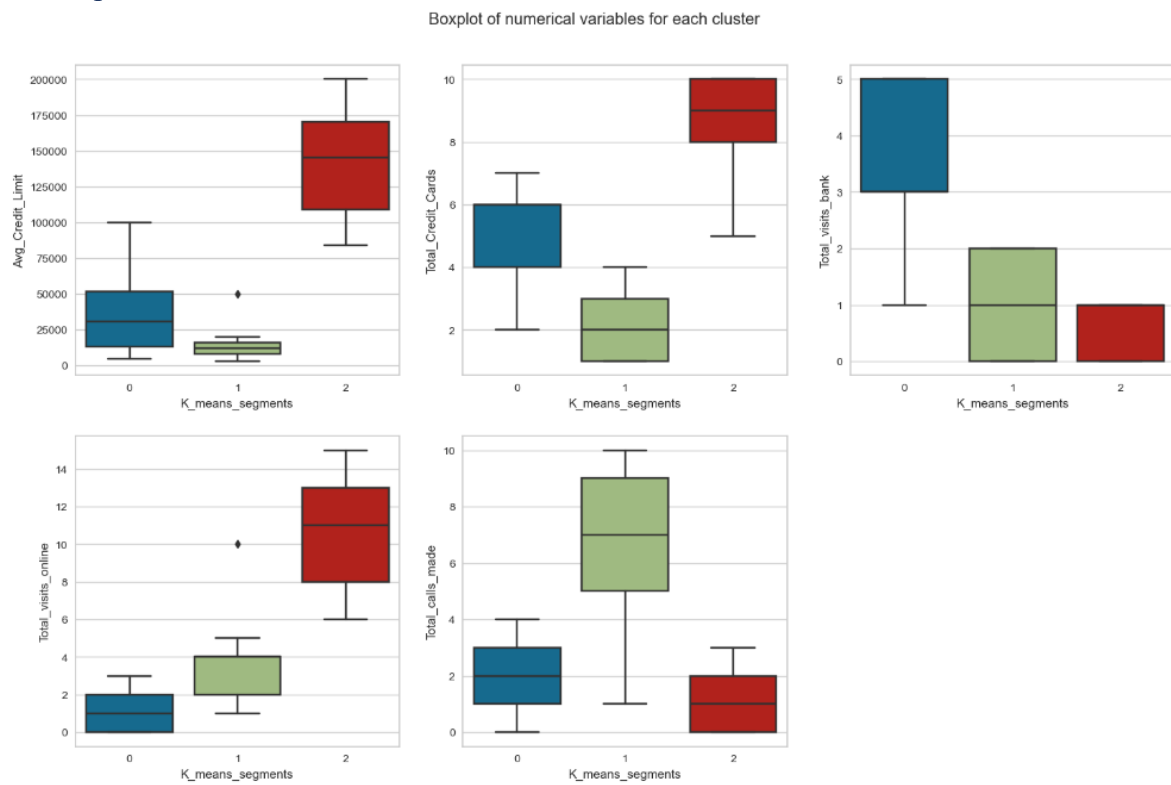 Boxplot of numerical variables for each cluster
Avg_Credit_Limit
200000
175000
150000
125000
100000
75000
50000
25000
0
0 1 2
K_means_segments
Total_Credit_Cards
10
8
6
4
2
0 1 2
K_means_segments
Total_visits_bank
5
4
3
2
1
0
0 1 2
K_means_segments
Total_visits_online
14
12
10
8
6
4
2
0
0 1 2
K_means_segments
Total_calls_made
10
8
6
4
2
0
0 1 2
K_means_segments